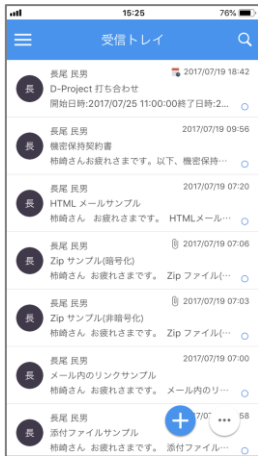 15:25
76%
受信トレイ
長
長尾 民男
2017/07/19 18:42
D-Project 打ち合わせ
開始日時:2017/07/25 11:00:00終了日時:2...
長
長尾 民男
2017/07/19 09:56
機密保持契約書
柿崎さんお疲れさまです。以下、機密保持…
長
長尾 民男
2017/07/19 07:20
HTML メールサンプル
柿崎さん お疲れさまです。 HTMLメール…
長
長尾 民男
2017/07/19 07:06
Zip サンプル(暗号化)
柿崎さん お疲れさまです。 Zip ファイル(…
長
長尾 民男
2017/07/19 07:03
Zip サンプル(非暗号化)
柿崎さん お疲れさまです。 Zip ファイル(…
長
長尾 民男
2017/07/19 07:00
メール内のリンクサンプル
柿崎さん お疲れさまです。 メール内のリ…
長
長尾 民男
58
添付ファイルサンプル
柿崎さん お疲れさまです。 添付ファイル…